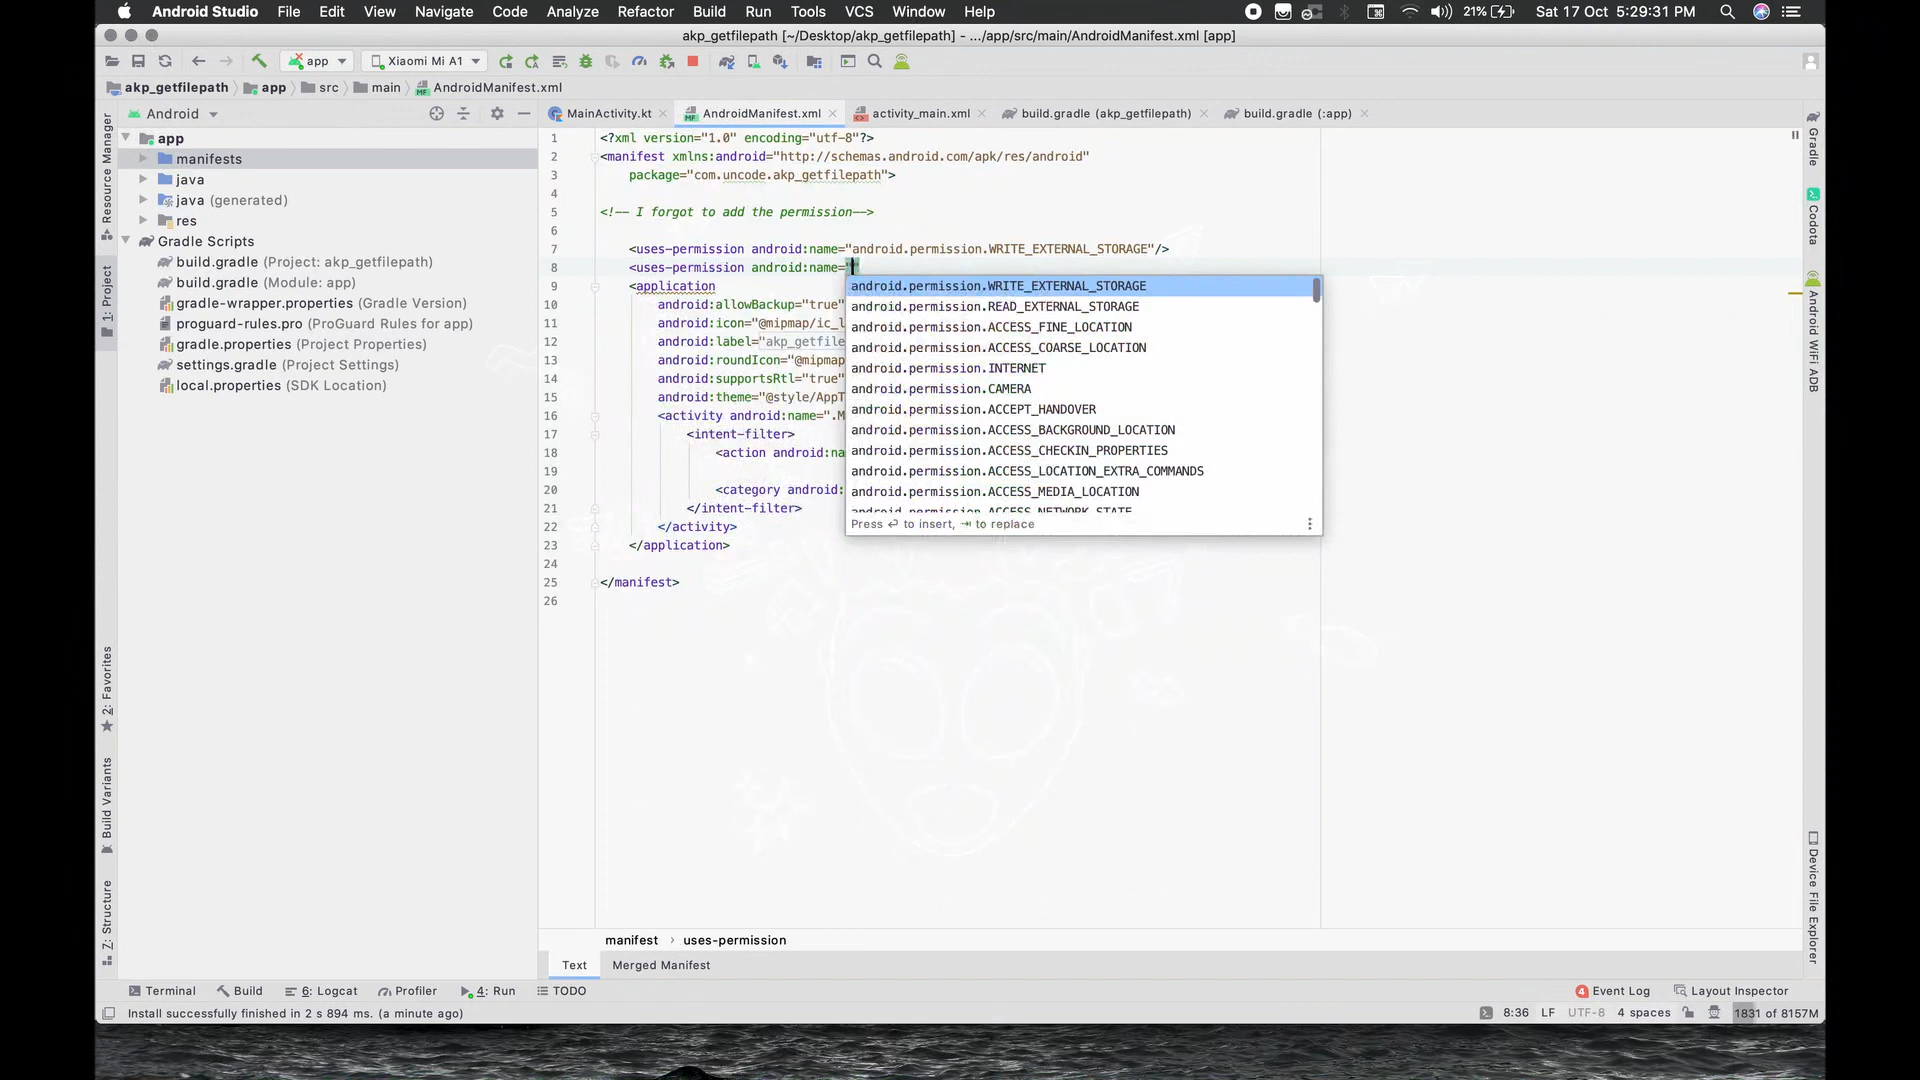 Android Studio File Edit View Navigate Code Analyze Refactor Build Run Tools VCS Window Help 21% Sat 17 Oct 5:29:31 PM
akp_getfilepath [~/Desktop/akp_getfilepath] - .../app/src/main/AndroidManifest.xml [app]
app Xiaomi Mi A1
akp_getfilepath app src main AndroidManifest.xml
Android
MainActivity.kt AndroidManifest.xml activity_main.xml build.gradle (akp_getfilepath) build.gradle (:app)
app
manifests
java
java (generated)
res
Gradle Scripts
build.gradle (Project: akp_getfilepath)
build.gradle (Module: app)
gradle-wrapper.properties (Gradle Version)
proguard-rules.pro (ProGuard Rules for app)
gradle.properties (Project Properties)
settings.gradle (Project Settings)
local.properties (SDK Location)
Resource Manager
1: Project
2: Favorites
Build Variants
Z: Structure
1 <?xml version="1.0" encoding="utf-8"?>
2 <manifest xmlns:android="http://schemas.android.com/apk/res/android"
3 package="com.uncode.akp_getfilepath">
4
5 <!-- I forgot to add the permission-->
6
7 <uses-permission android:name="android.permission.WRITE_EXTERNAL_STORAGE"/>
8 <uses-permission android:name=""
9 <application
10 android:allowBackup="true"
11 android:icon="@mipmap/ic_l
12 android:label="akp_getfile
13 android:roundIcon="@mipmap
14 android:supportsRtl="true"
15 android:theme="@style/AppT
16 <activity android:name=".M
17 <intent-filter>
18 <action android:na
19
20 <category android:
21 </intent-filter>
22 </activity>
23 </application>
24
25 </manifest>
26
android.permission.WRITE_EXTERNAL_STORAGE
android.permission.READ_EXTERNAL_STORAGE
android.permission.ACCESS_FINE_LOCATION
android.permission.ACCESS_COARSE_LOCATION
android.permission.INTERNET
android.permission.CAMERA
android.permission.ACCEPT_HANDOVER
android.permission.ACCESS_BACKGROUND_LOCATION
android.permission.ACCESS_CHECKIN_PROPERTIES
android.permission.ACCESS_LOCATION_EXTRA_COMMANDS
android.permission.ACCESS_MEDIA_LOCATION
android.permission.ACCESS_NETWORK_STATE
Press ⏎ to insert, ⇥ to replace
Gradle
Codota
Android WiFi ADB
Device File Explorer
manifest › uses-permission
Text Merged Manifest
Terminal Build 6: Logcat Profiler 4: Run TODO 4 Event Log Layout Inspector
Install successfully finished in 2 s 894 ms. (a minute ago) 8:36 LF UTF-8 4 spaces 1831 of 8157M